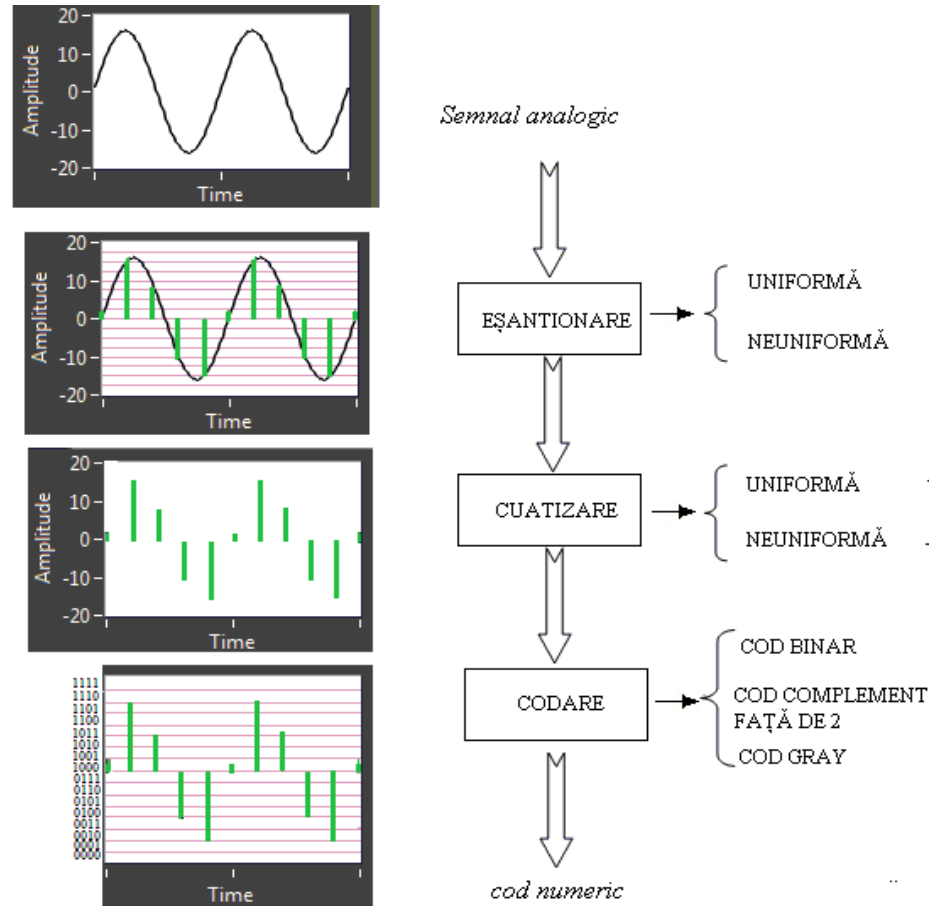 20
10
0
-10
-20
Amplitude
Time
20
10
0
-10
-20
Amplitude
Time
20
10
0
-10
-20
Amplitude
Time
1111
1110
1101
1100
1011
1010
1001
1000
0111
0110
0101
0100
0011
0010
0001
0000
Time
Semnal analogic
EȘANTIONARE
UNIFORMĂ
NEUNIFORMĂ
CUATIZARE
UNIFORMĂ
NEUNIFORMĂ
CODARE
COD BINAR
COD COMPLEMENT
FAȚĂ DE 2
COD GRAY
cod numeric